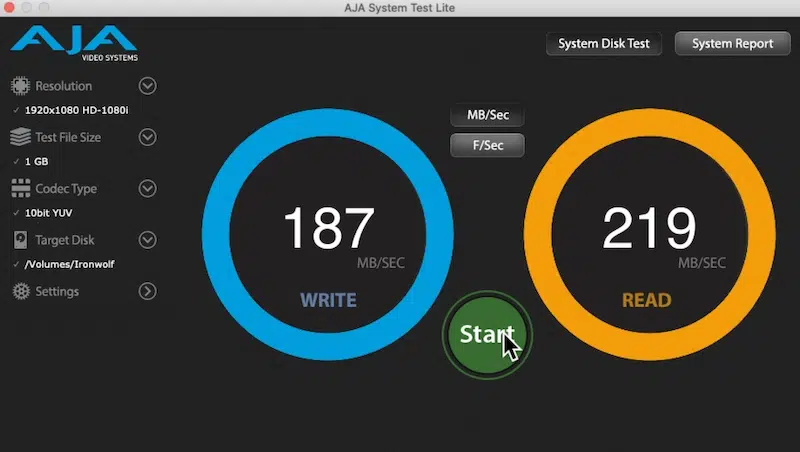 AJA System Test Lite
AJA
VIDEO SYSTEMS
System Disk Test
System Report
Resolution
✓ 1920x1080 HD-1080i
Test File Size
✓ 1 GB
Codec Type
✓ 10bit YUV
Target Disk
✓ /Volumes/Ironwolf
Settings
MB/Sec
F/Sec
187
MB/SEC
WRITE
219
MB/SEC
READ
Start